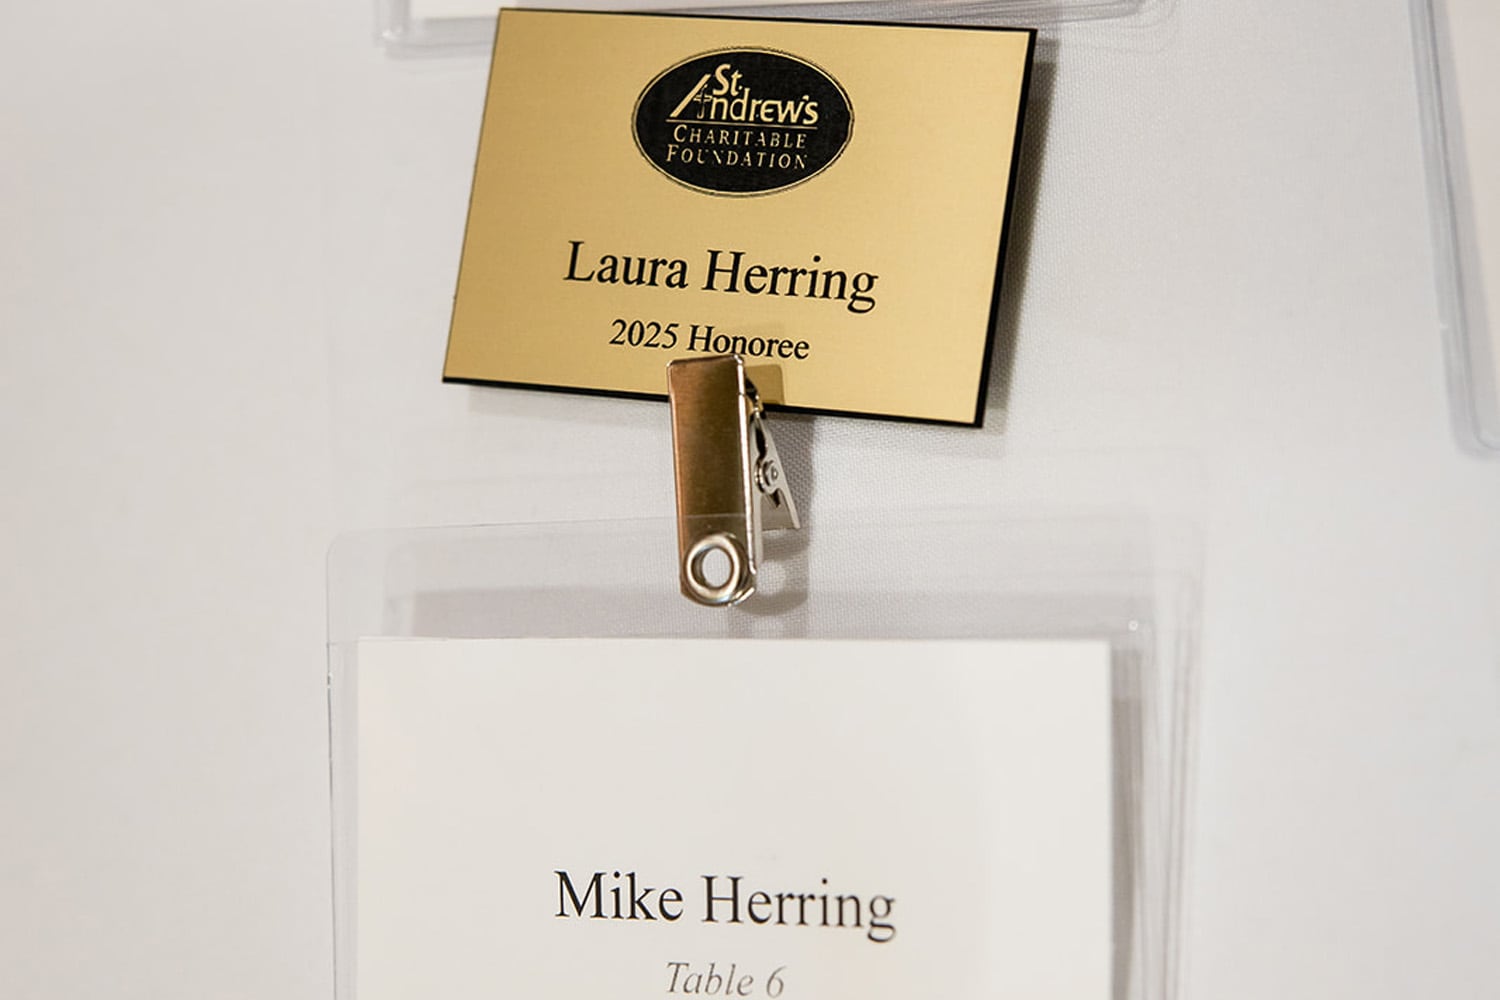 St.
Andrew's
CHARITABLE
FOUNDATION
Laura Herring
2025 Honoree
Mike Herring
Table 6